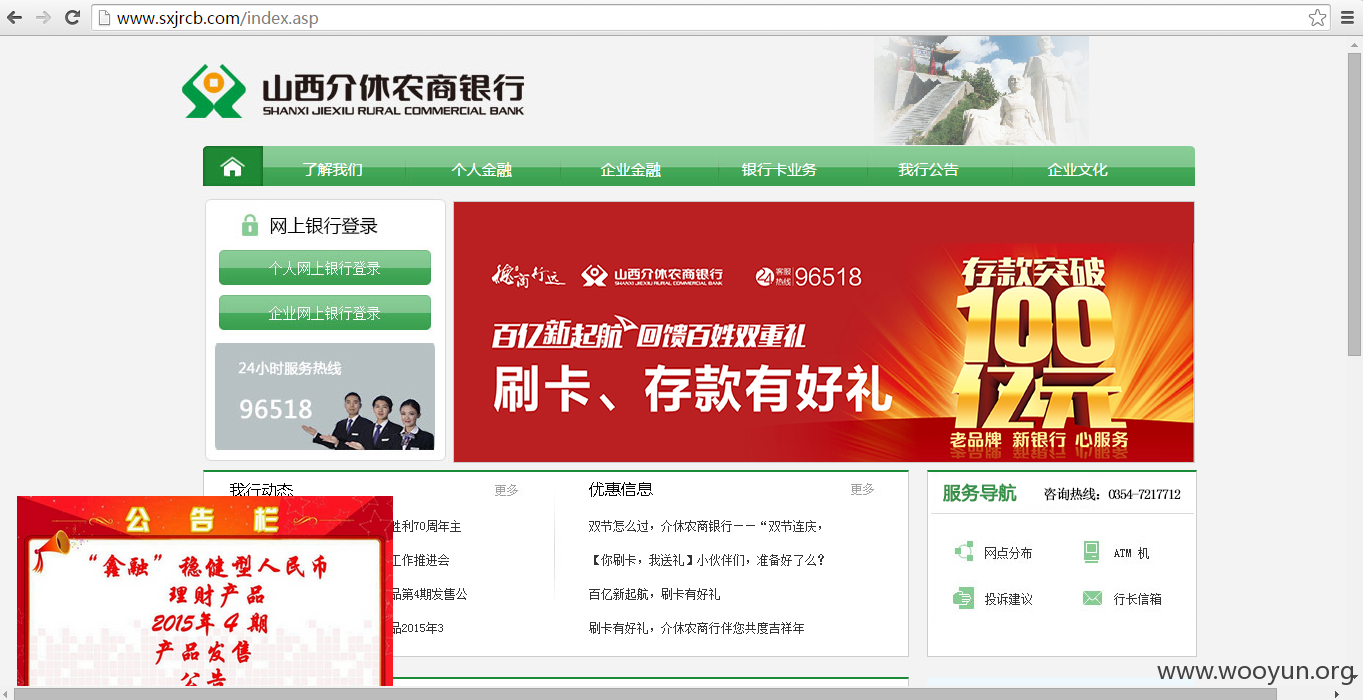 www.sxjrcb.com/index.asp
山西介休农商银行
SHANXI JIEXIU RURAL COMMERCIAL BANK
了解我们 个人金融 企业金融 银行卡业务 我行公告 企业文化
网上银行登录
个人网上银行登录
企业网上银行登录
24小时服务热线
96518
稳商行远 山西介休农商银行 24 客服热线 96518
SHANXI JIEXIU RURAL COMMERCIAL BANK
百亿新起航 回馈百姓双重礼
刷卡、存款有好礼
存款突破
100
亿元
老品牌 新银行 心服务
我行动态 更多
胜利70周年主
工作推进会
品第4期发售公
品2015年3
优惠信息 更多
双节怎么过，介休农商银行－－“双节连庆，
【你刷卡，我送礼】小伙伴们，准备好了么？
百亿新起航，刷卡有好礼
刷卡有好礼，介休农商行伴您共度吉祥年
服务导航 咨询热线：0354-7217712
网点分布 ATM 机
投诉建议 行长信箱
公告栏
“鑫融”稳健型人民币
理财产品
2015年4期
产品发售
公告
www.wooyun.org